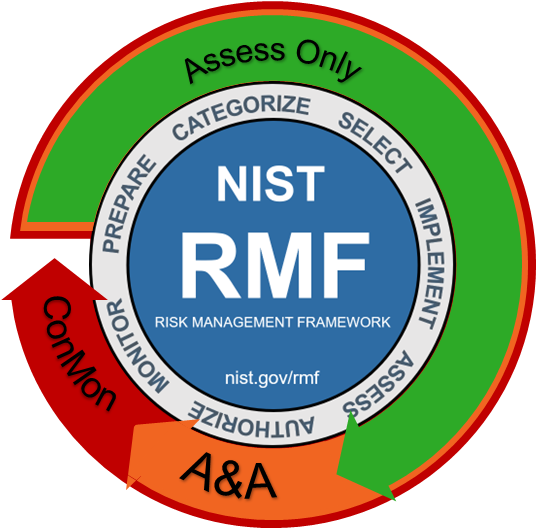 Assess Only
PREPARE
CATEGORIZE
SELECT
IMPLEMENT
ASSESS
AUTHORIZE
MONITOR
NIST
RMF
RISK MANAGEMENT FRAMEWORK
nist.gov/rmf
ConMon
A&A